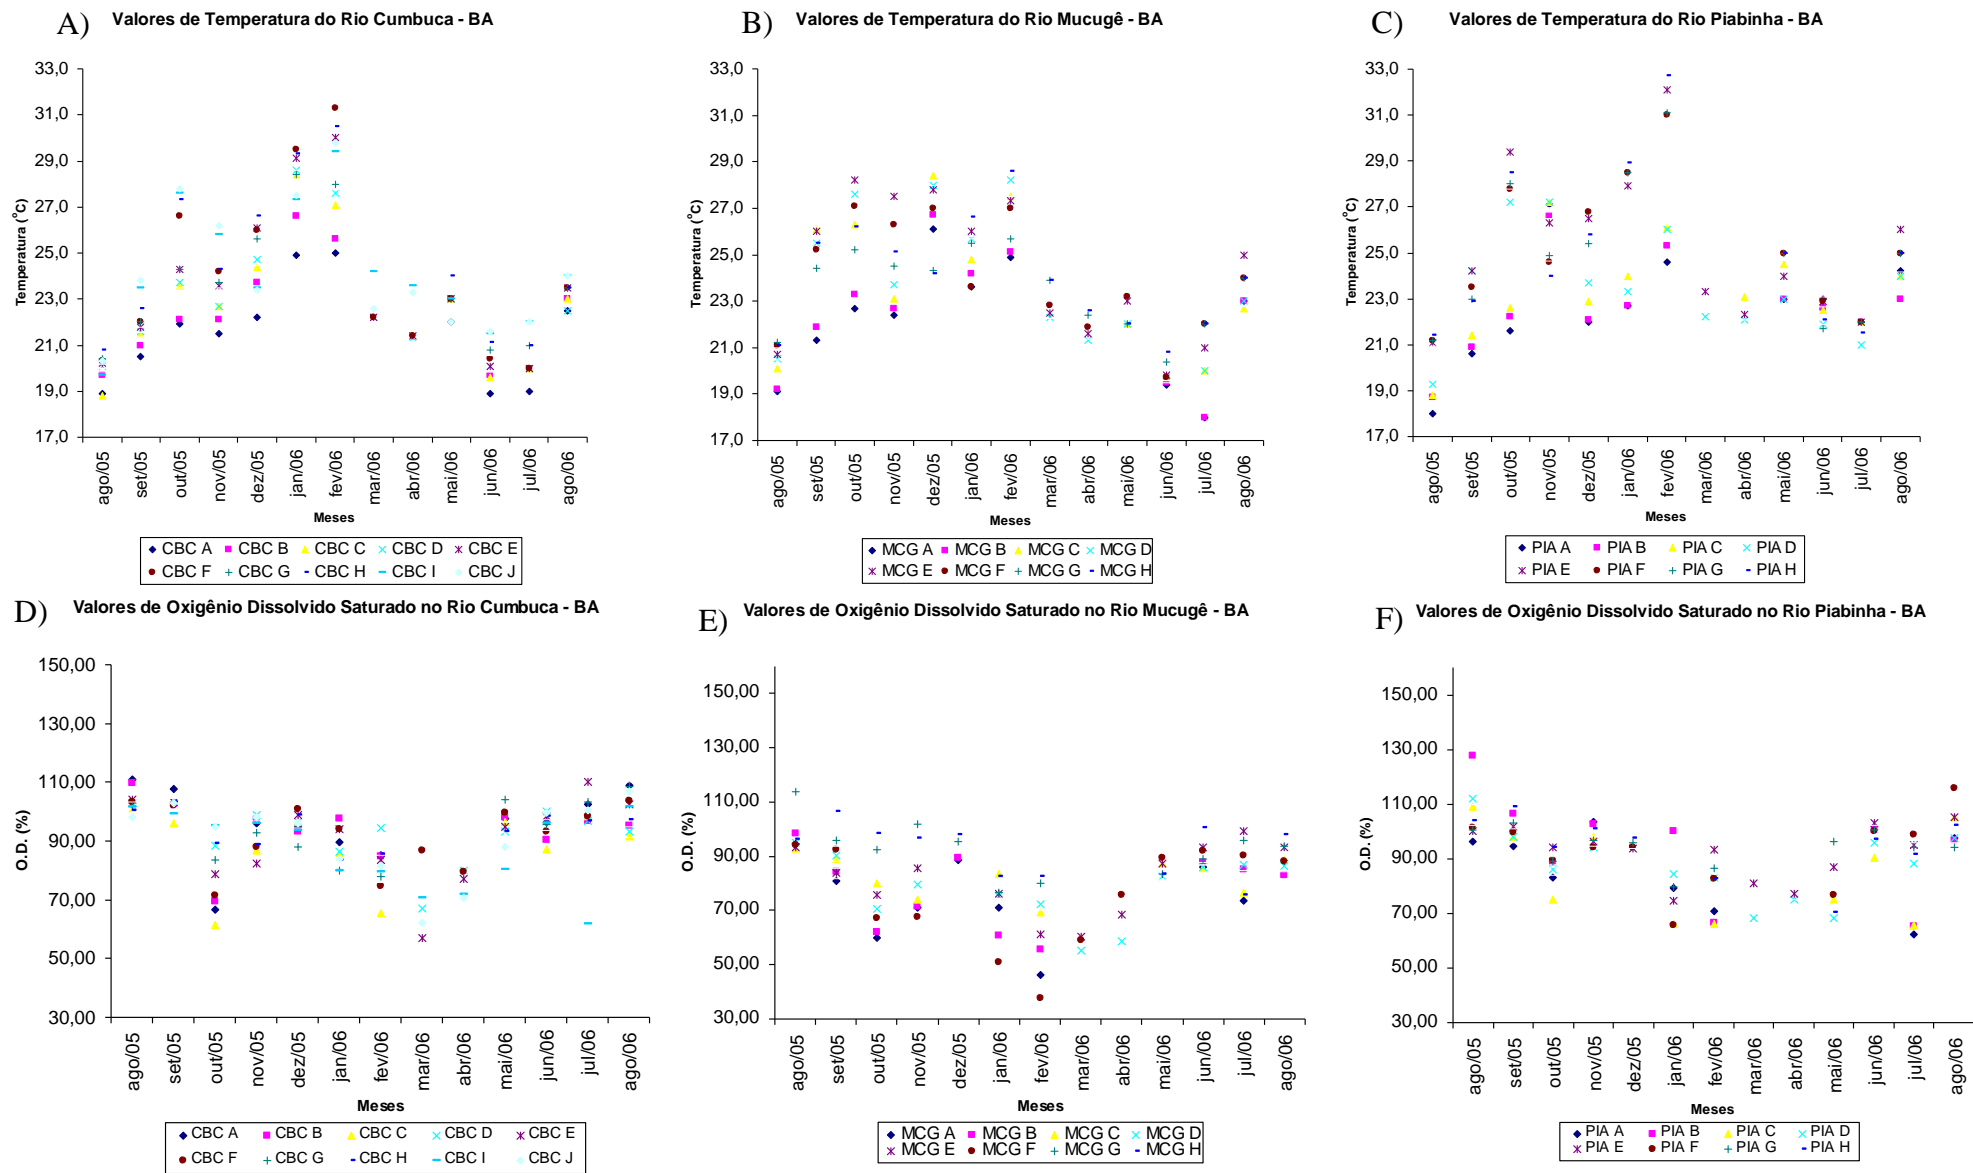 A) Valores de Temperatura do Rio Cumbuca - BA
33,0
31,0
29,0
27,0
25,0
23,0
21,0
19,0
17,0
Temperatura (°C)
ago/05 set/05 out/05 nov/05 dez/05 jan/06 fev/06 mar/06 abr/06 mai/06 jun/06 jul/06 ago/06
Meses
CBC A CBC B CBC C CBC D CBC E
CBC F CBC G CBC H CBC I CBC J
B) Valores de Temperatura do Rio Mucugê - BA
33,0
31,0
29,0
27,0
25,0
23,0
21,0
19,0
17,0
Temperatura (°C)
ago/05 set/05 out/05 nov/05 dez/05 jan/06 fev/06 mar/06 abr/06 mai/06 jun/06 jul/06 ago/06
Meses
MCG A MCG B MCG C MCG D
MCG E MCG F MCG G MCG H
C) Valores de Temperatura do Rio Piabinha - BA
33,0
31,0
29,0
27,0
25,0
23,0
21,0
19,0
17,0
Temperatura (°C)
ago/05 set/05 out/05 nov/05 dez/05 jan/06 fev/06 mar/06 abr/06 mai/06 jun/06 jul/06 ago/06
Meses
PIA A PIA B PIA C PIA D
PIA E PIA F PIA G PIA H
D) Valores de Oxigênio Dissolvido Saturado no Rio Cumbuca - BA
150,00
130,00
110,00
90,00
70,00
50,00
30,00
O.D. (%)
ago/05 set/05 out/05 nov/05 dez/05 jan/06 fev/06 mar/06 abr/06 mai/06 jun/06 jul/06 ago/06
Meses
CBC A CBC B CBC C CBC D CBC E
CBC F CBC G CBC H CBC I CBC J
E) Valores de Oxigênio Dissolvido Saturado no Rio Mucugê - BA
150,00
130,00
110,00
90,00
70,00
50,00
30,00
O.D. (%)
ago/05 set/05 out/05 nov/05 dez/05 jan/06 fev/06 mar/06 abr/06 mai/06 jun/06 jul/06 ago/06
Meses
MCG A MCG B MCG C MCG D
MCG E MCG F MCG G MCG H
F) Valores de Oxigênio Dissolvido Saturado no Rio Piabinha - BA
150,00
130,00
110,00
90,00
70,00
50,00
30,00
O.D. (%)
ago/05 set/05 out/05 nov/05 dez/05 jan/06 fev/06 mar/06 abr/06 mai/06 jun/06 jul/06 ago/06
Meses
PIA A PIA B PIA C PIA D
PIA E PIA F PIA G PIA H